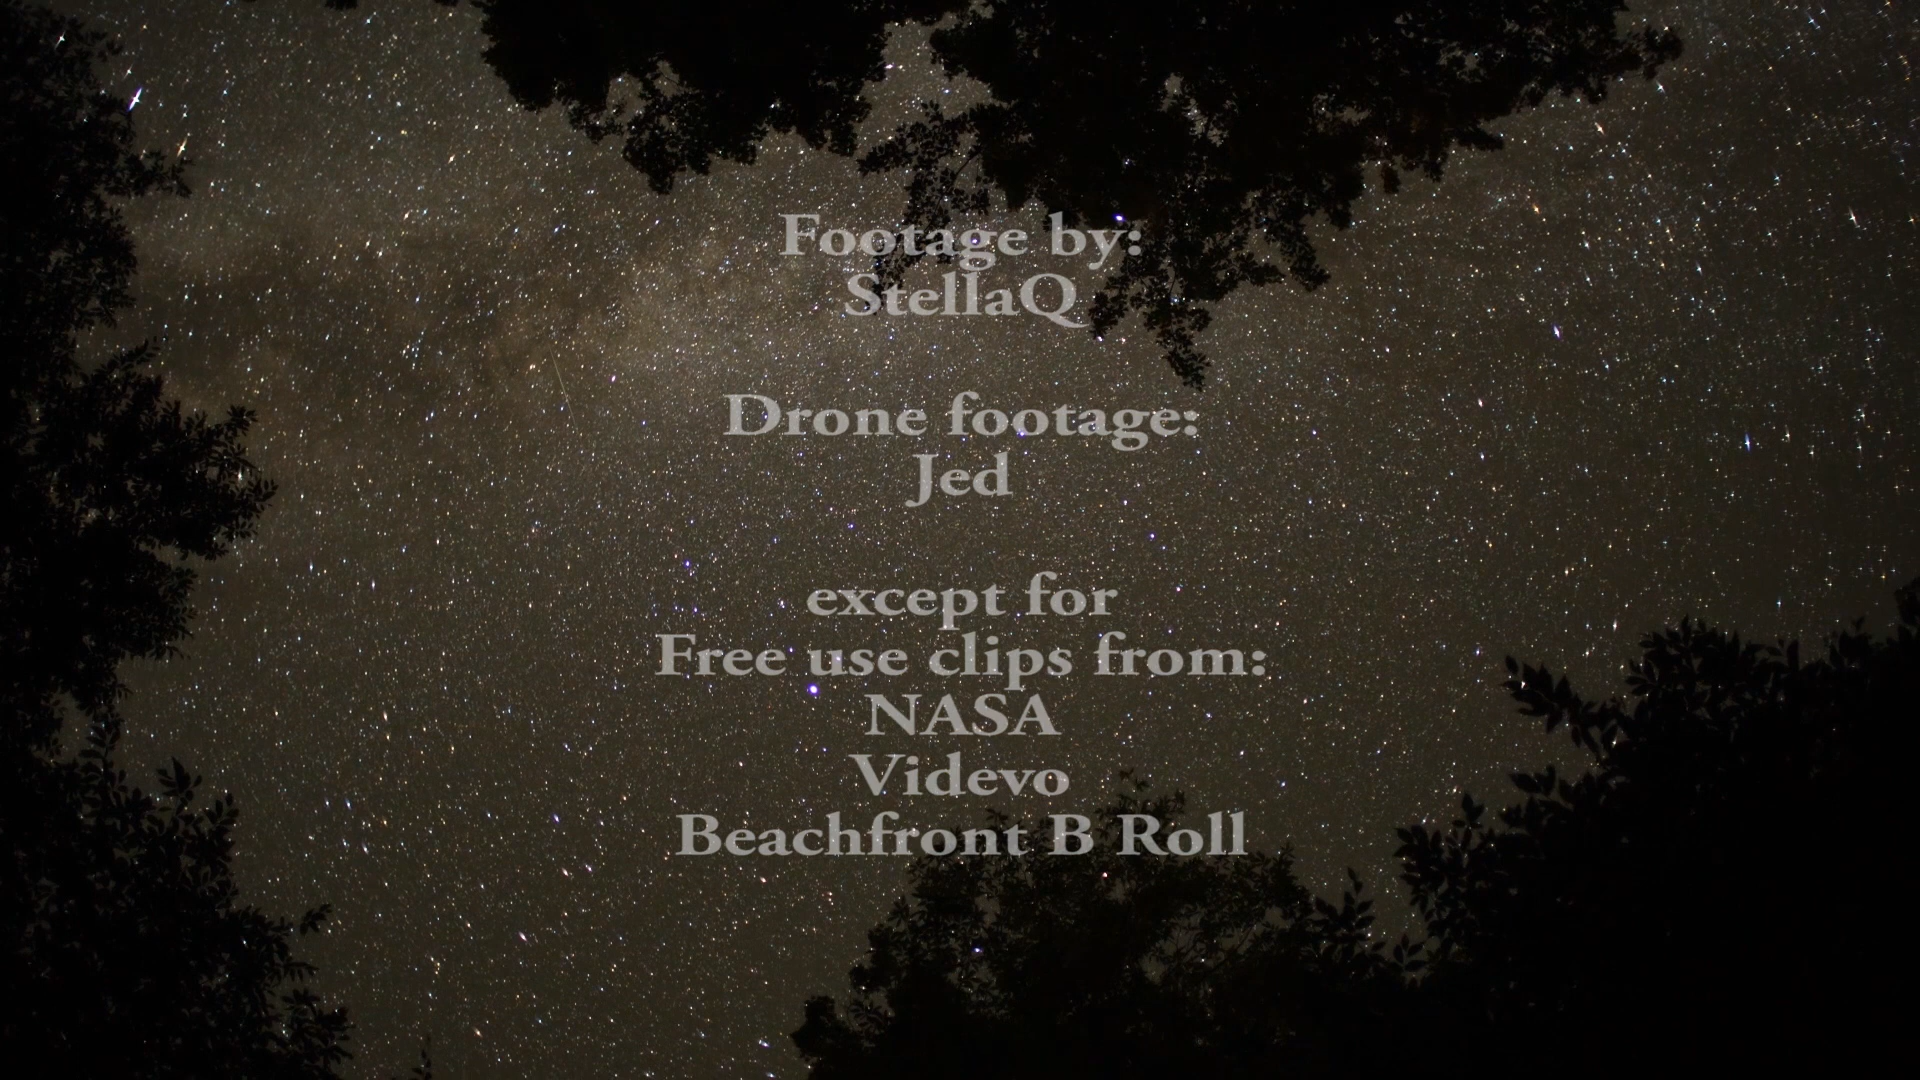 Footage by:
StellaQ
Drone footage:
Jed
except for
Free use clips from:
NASA
Videvo
Beachfront B Roll